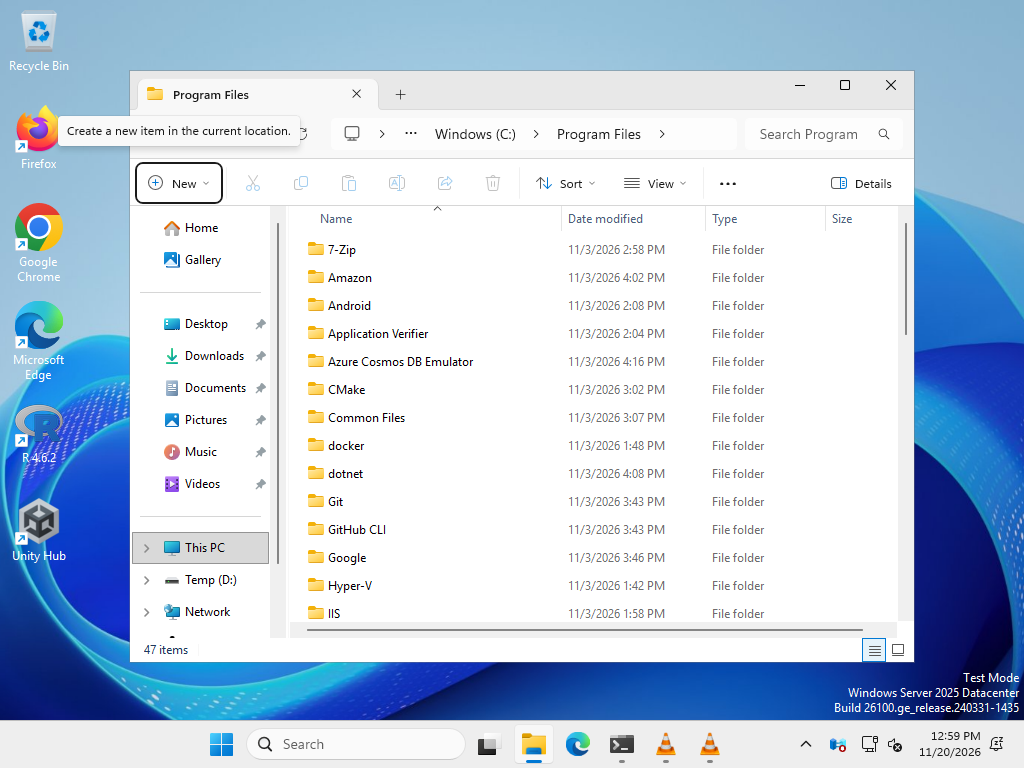 Recycle Bin
Firefox
Google
Chrome
Microsoft
Edge
R 4.6.2
Unity Hub
Program Files
Create a new item in the current location.
Windows (C:)
Program Files
Search Program
New
Sort
View
Details
Home
Gallery
Desktop
Downloads
Documents
Pictures
Music
Videos
This PC
Temp (D:)
Network
Name Date modified Type Size
7-Zip 11/3/2026 2:58 PM File folder
Amazon 11/3/2026 4:02 PM File folder
Android 11/3/2026 2:08 PM File folder
Application Verifier 11/3/2026 2:04 PM File folder
Azure Cosmos DB Emulator 11/3/2026 4:16 PM File folder
CMake 11/3/2026 3:02 PM File folder
Common Files 11/3/2026 3:07 PM File folder
docker 11/3/2026 1:48 PM File folder
dotnet 11/3/2026 4:08 PM File folder
Git 11/3/2026 3:43 PM File folder
GitHub CLI 11/3/2026 3:43 PM File folder
Google 11/3/2026 3:46 PM File folder
Hyper-V 11/3/2026 1:42 PM File folder
IIS 11/3/2026 1:58 PM File folder
47 items
Test Mode
Windows Server 2025 Datacenter
Build 26100.ge_release.240331-1435
Search
12:59 PM
11/20/2026